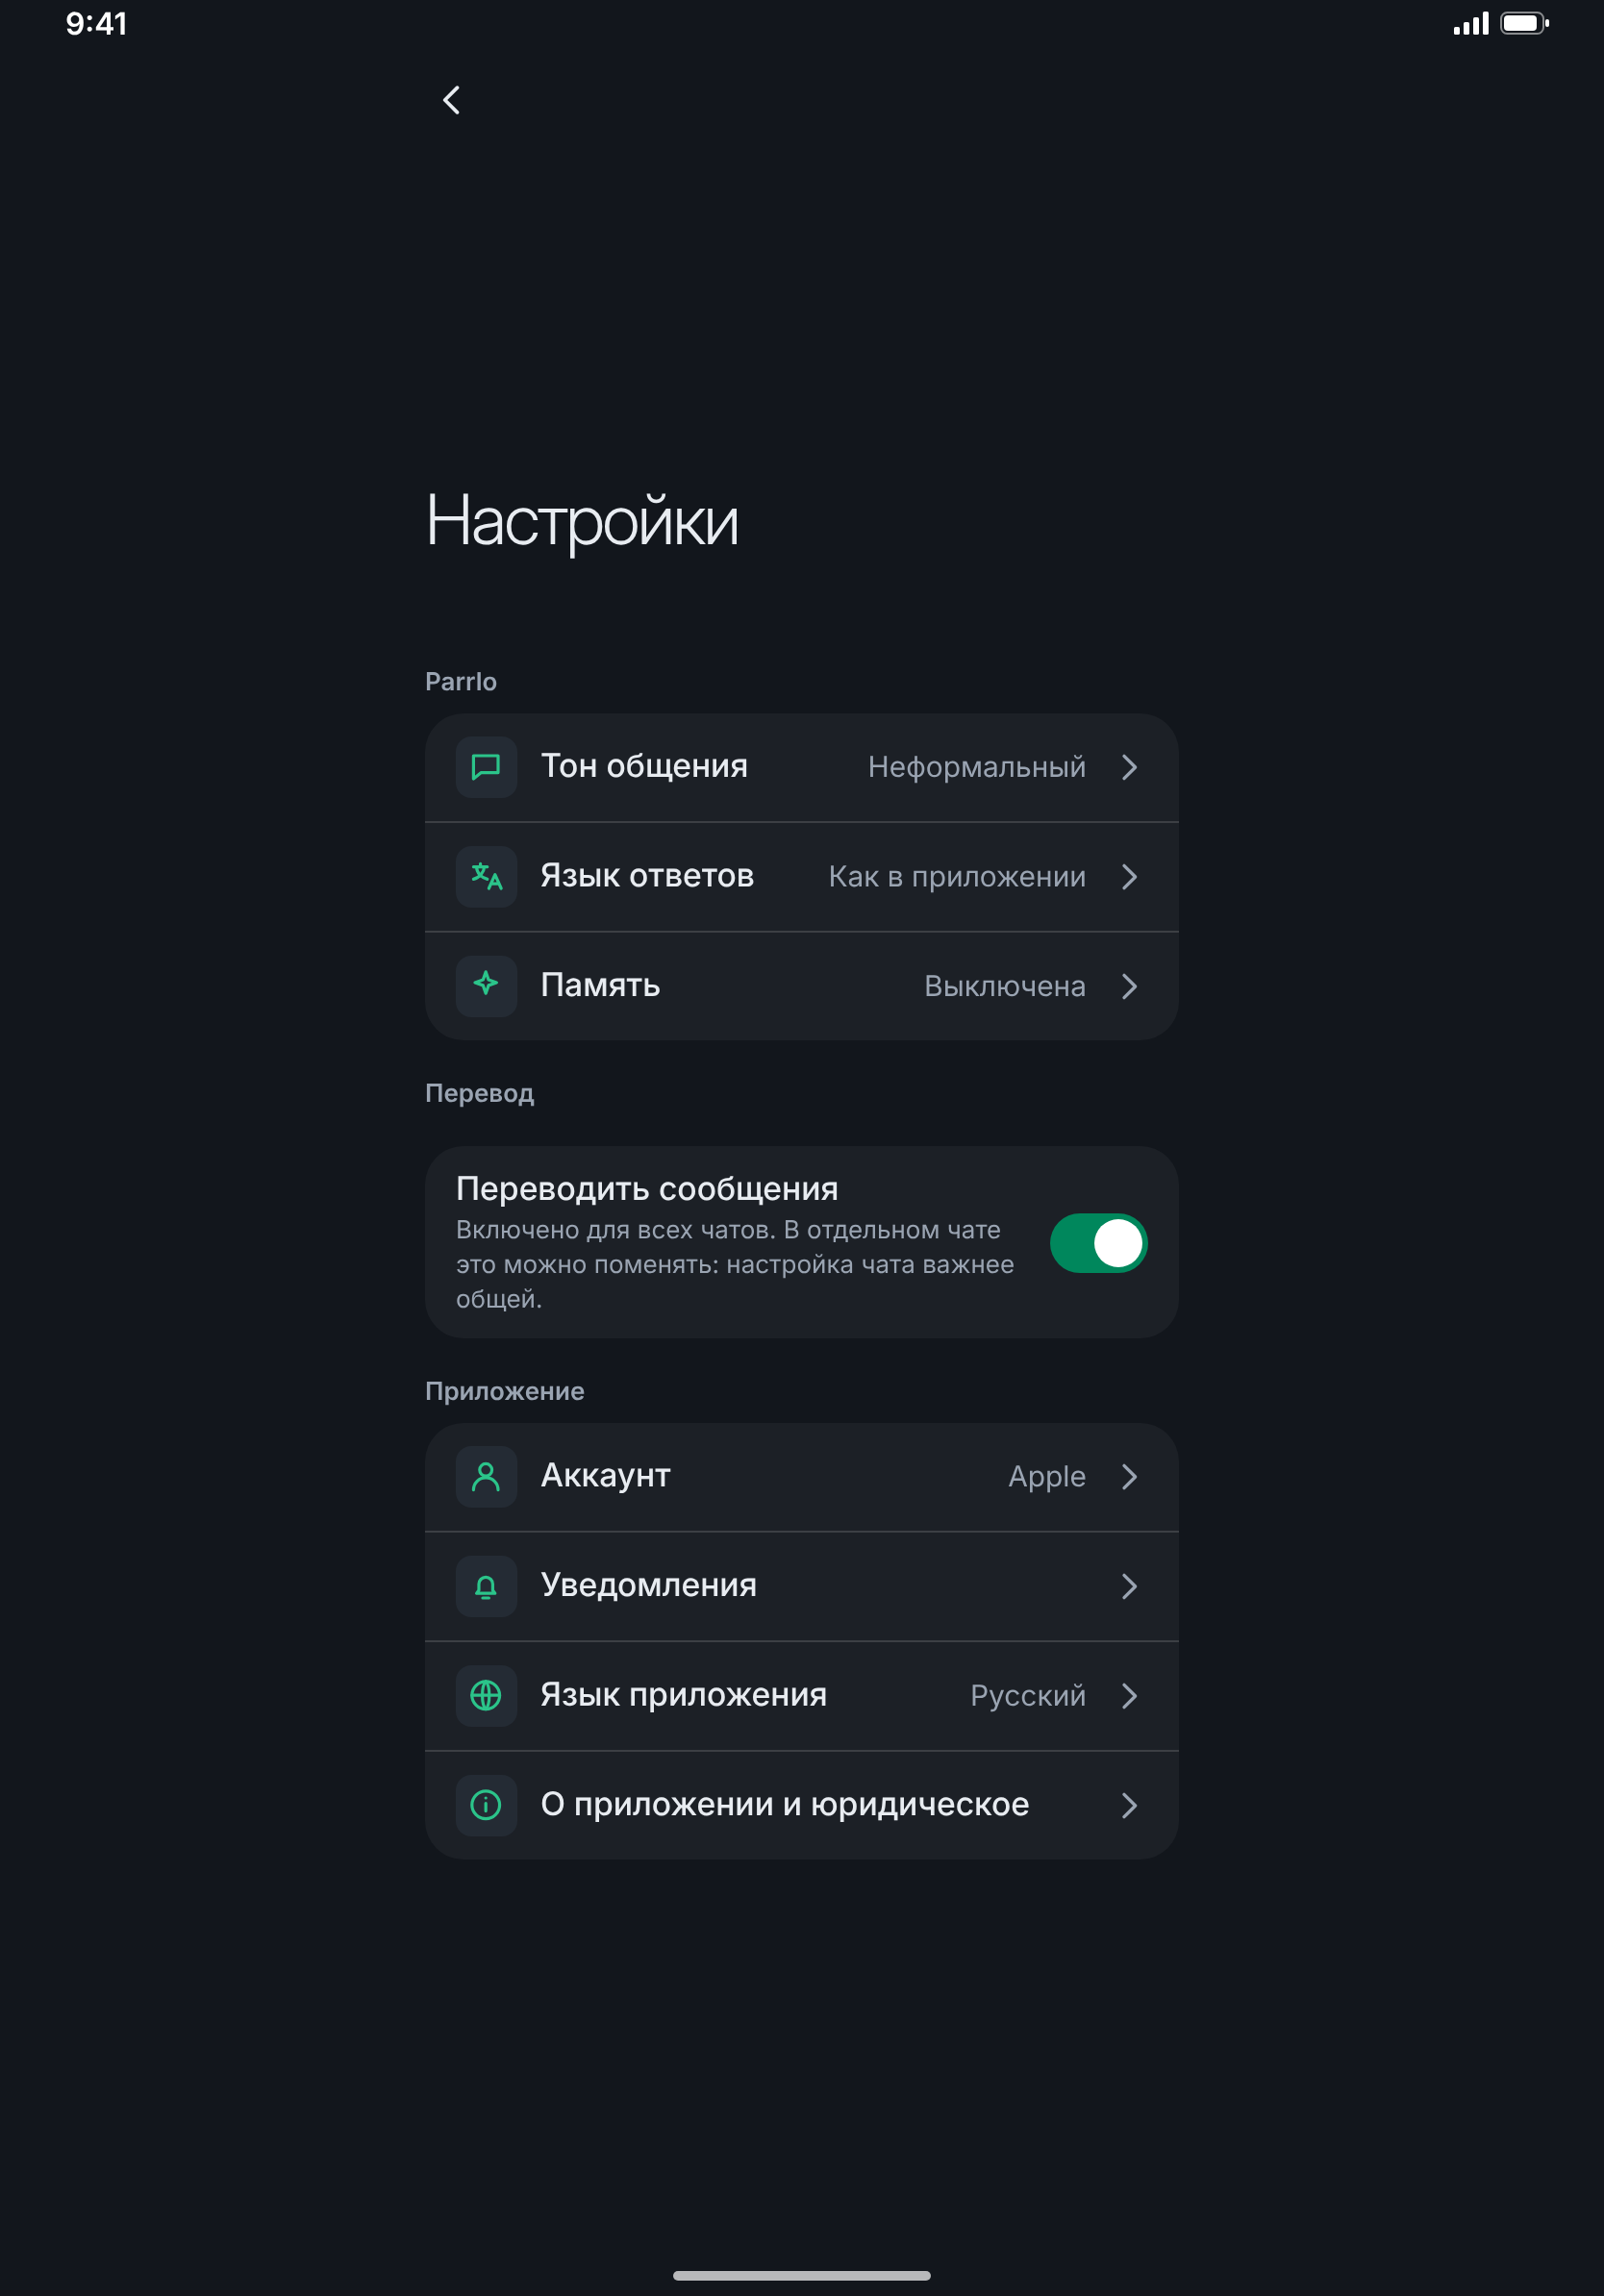 9:41
Настройки
Parrlo
Тон общения Неформальный
Язык ответов Как в приложении
Память Выключена
Перевод
Переводить сообщения
Включено для всех чатов. В отдельном чате
это можно поменять: настройка чата важнее
общей.
Приложение
Аккаунт Apple
Уведомления
Язык приложения Русский
О приложении и юридическое